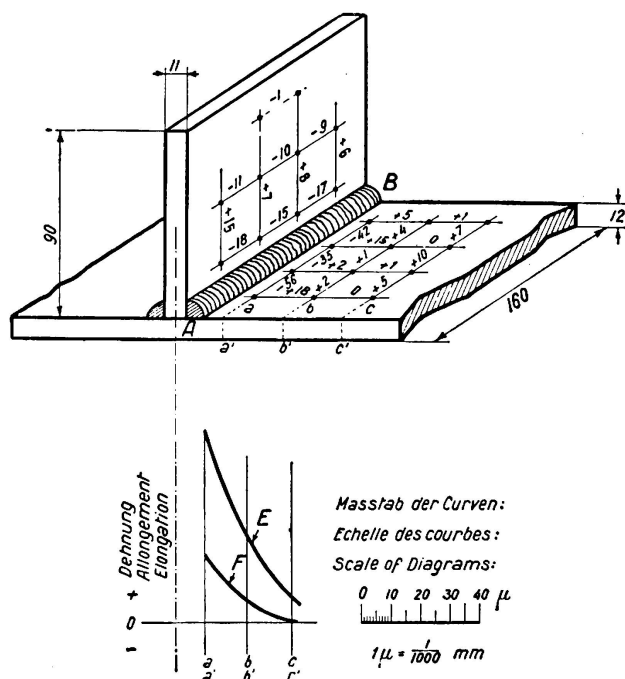 11
-1
-9
-10
+6
-11
+8
+7
-17
+15
-15
-18
B
90
12
+5
+1
-42
-15
+4
0
+7
-35
+2
+1
+1
+10
-56
+18
+2
0
+5
a
b
c
A
160
a'
b'
c'
Dehnung
Allongement
Elongation
+
0
-
E
F
a
b
c
a'
b'
c'
Masstab der Curven:
Echelle des courbes:
Scale of Diagrams:
0 10 20 30 40 μ
1μ = 1/1000 mm